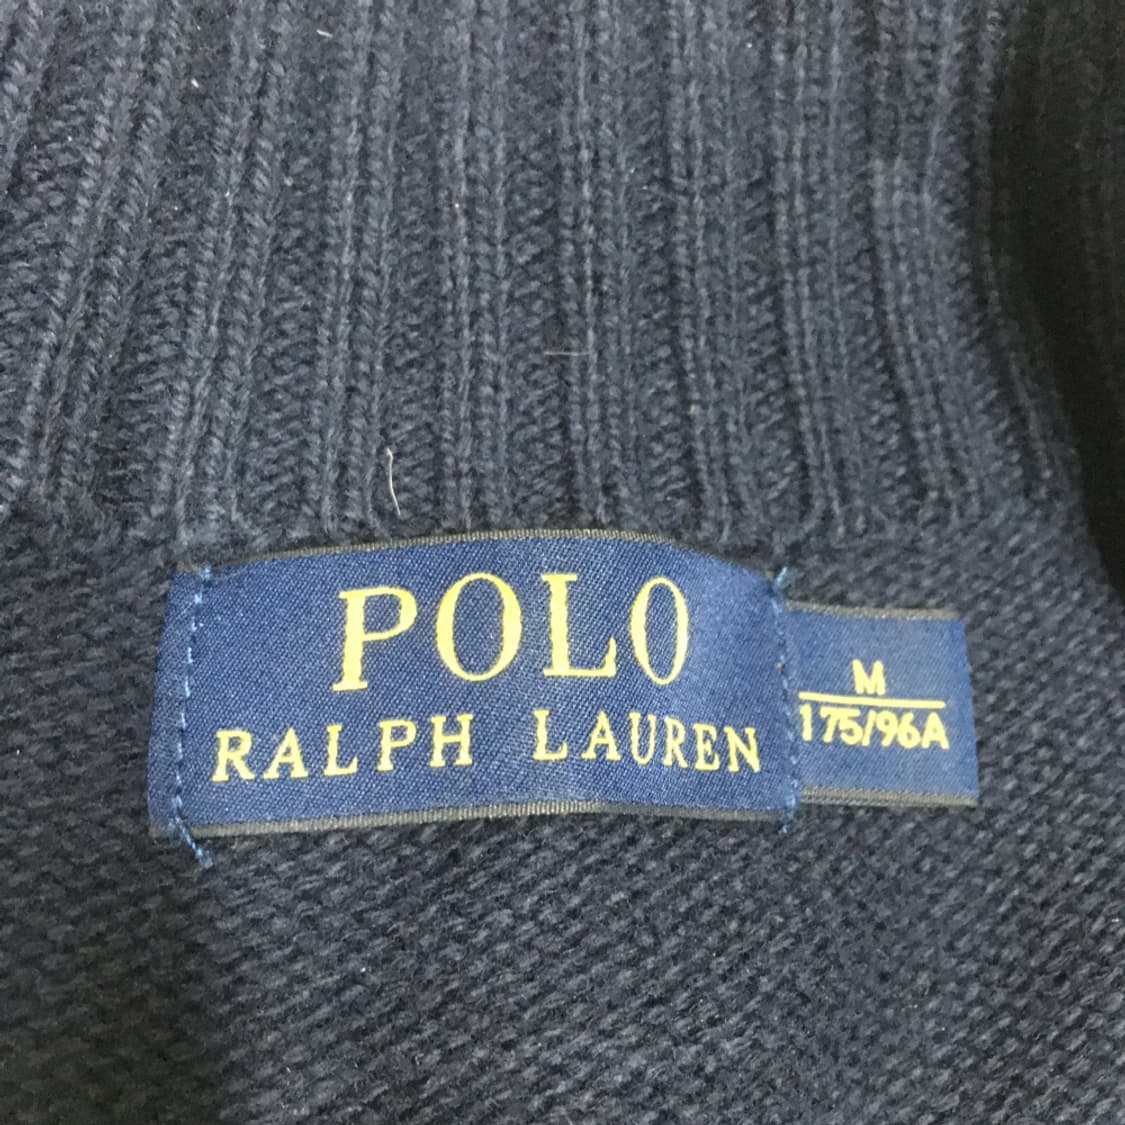 POLO
RALPH LAUREN
M
175/96A